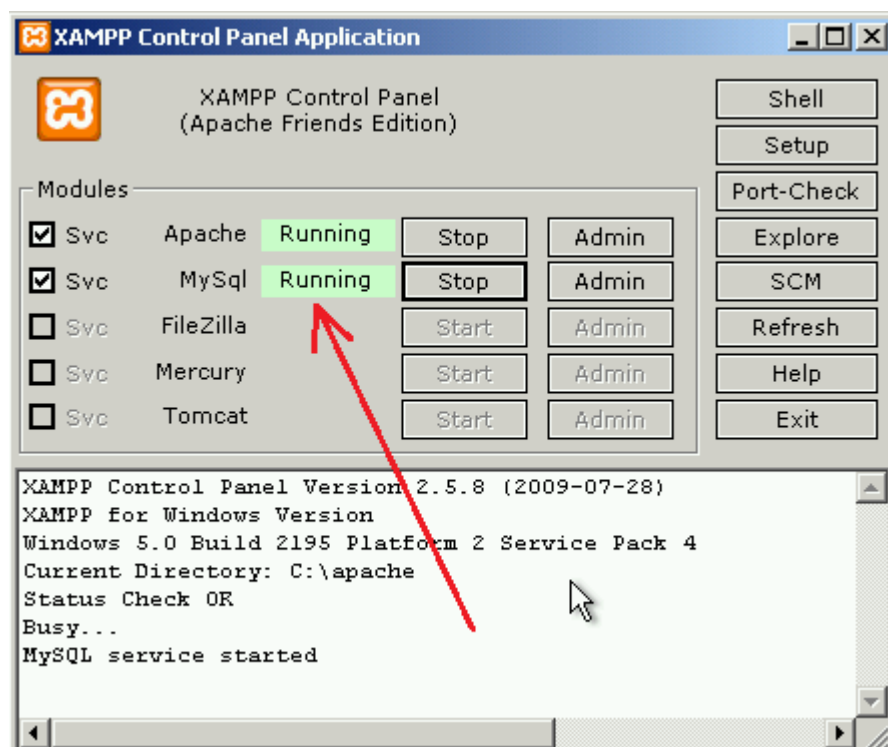 XAMPP Control Panel Application
XAMPP Control Panel
(Apache Friends Edition)
Shell
Setup
Port-Check
Explore
SCM
Refresh
Help
Exit
Modules
Svc Apache Running Stop Admin
Svc MySql Running Stop Admin
Svc FileZilla Start Admin
Svc Mercury Start Admin
Svc Tomcat Start Admin
XAMPP Control Panel Version 2.5.8 (2009-07-28)
XAMPP for Windows Version
Windows 5.0 Build 2195 Platform 2 Service Pack 4
Current Directory: C:\apache
Status Check OK
Busy...
MySQL service started